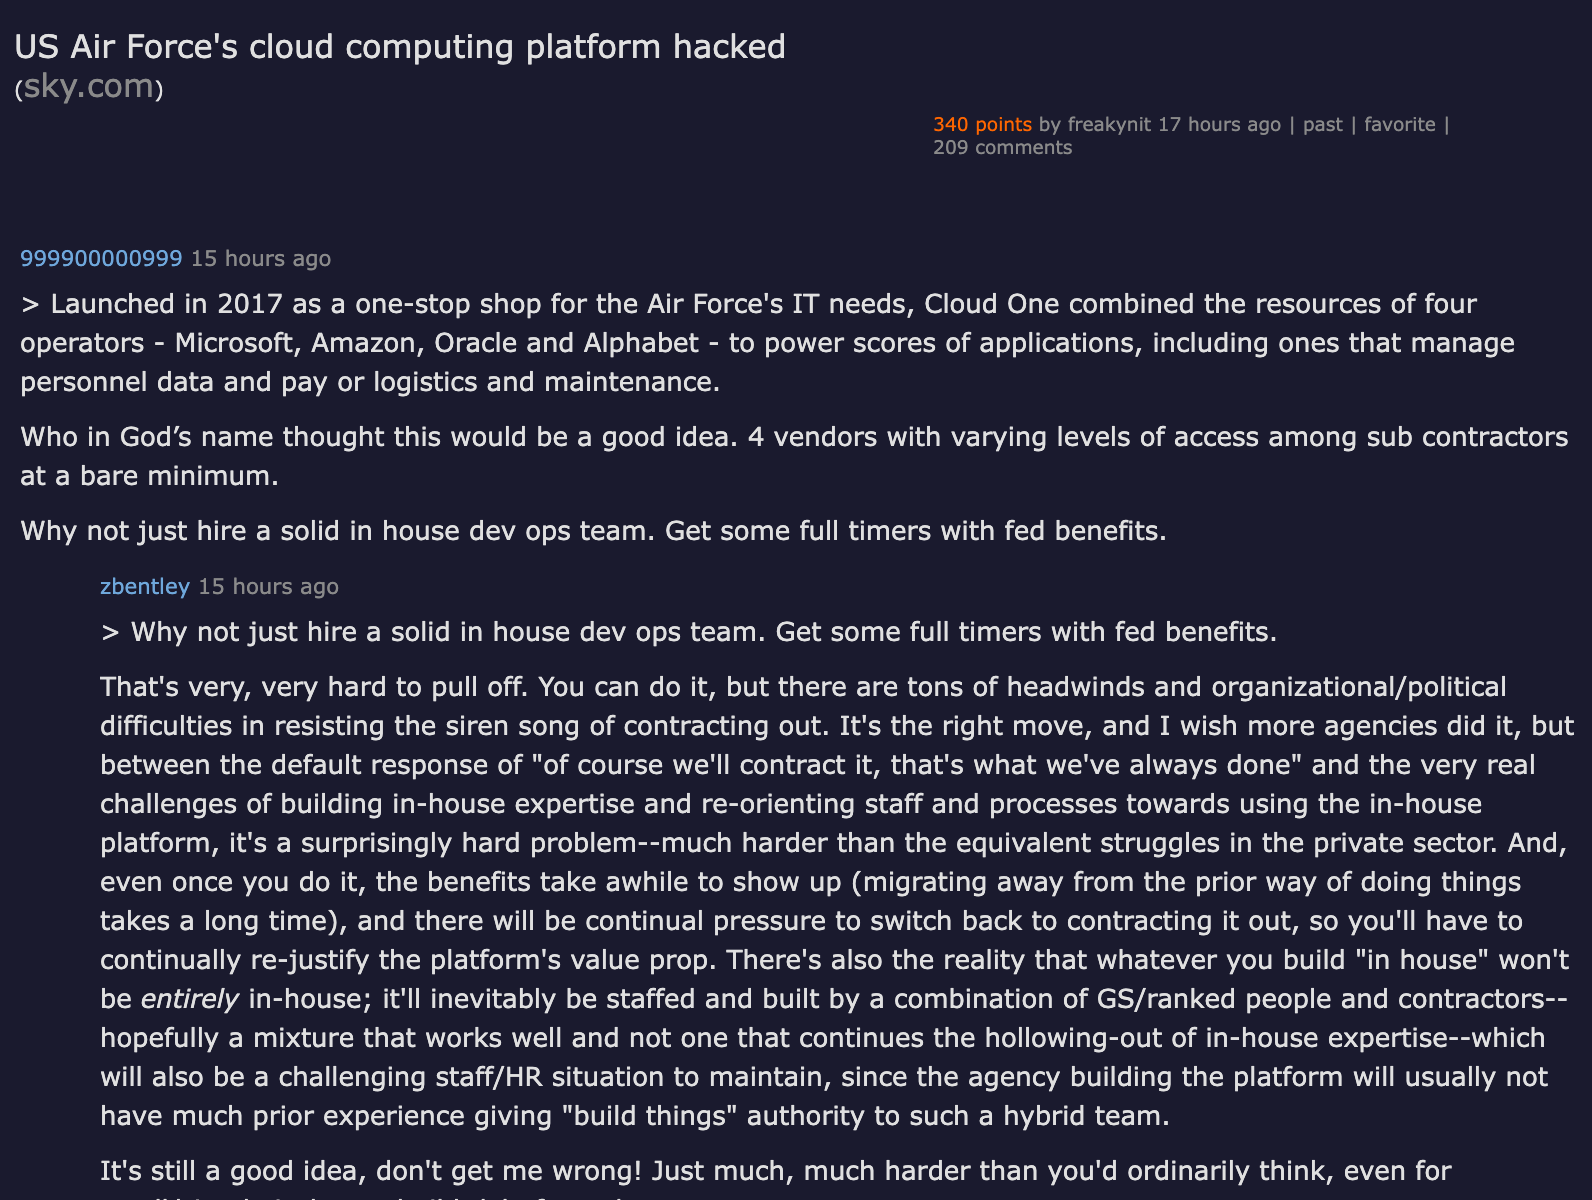 US Air Force's cloud computing platform hacked
(sky.com)
340 points by freakynit 17 hours ago | past | favorite |
209 comments
999900000999 15 hours ago
> Launched in 2017 as a one-stop shop for the Air Force's IT needs, Cloud One combined the resources of four
operators - Microsoft, Amazon, Oracle and Alphabet - to power scores of applications, including ones that manage
personnel data and pay or logistics and maintenance.
Who in God’s name thought this would be a good idea. 4 vendors with varying levels of access among sub contractors
at a bare minimum.
Why not just hire a solid in house dev ops team. Get some full timers with fed benefits.
zbentley 15 hours ago
> Why not just hire a solid in house dev ops team. Get some full timers with fed benefits.
That's very, very hard to pull off. You can do it, but there are tons of headwinds and organizational/political
difficulties in resisting the siren song of contracting out. It's the right move, and I wish more agencies did it, but
between the default response of "of course we'll contract it, that's what we've always done" and the very real
challenges of building in-house expertise and re-orienting staff and processes towards using the in-house
platform, it's a surprisingly hard problem--much harder than the equivalent struggles in the private sector. And,
even once you do it, the benefits take awhile to show up (migrating away from the prior way of doing things
takes a long time), and there will be continual pressure to switch back to contracting it out, so you'll have to
continually re-justify the platform's value prop. There's also the reality that whatever you build "in house" won't
be entirely in-house; it'll inevitably be staffed and built by a combination of GS/ranked people and contractors--
hopefully a mixture that works well and not one that continues the hollowing-out of in-house expertise--which
will also be a challenging staff/HR situation to maintain, since the agency building the platform will usually not
have much prior experience giving "build things" authority to such a hybrid team.
It's still a good idea, don't get me wrong! Just much, much harder than you'd ordinarily think, even for